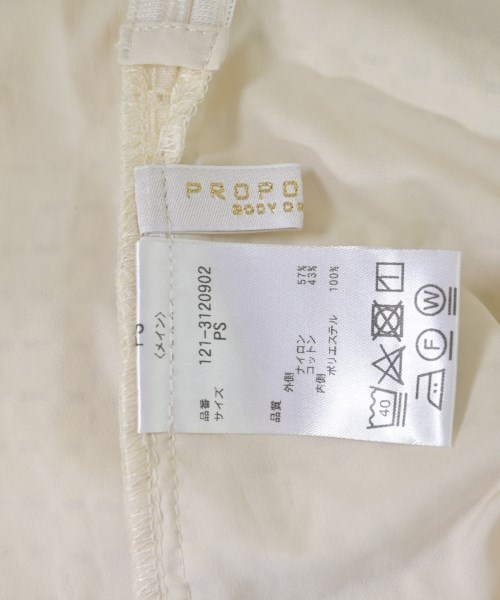 PROPO
BODY D
PS
〈メイン〉
品番 121-3120902
サイズ PS
品質
外側
ナイロン 57%
コットン 43%
内側
ポリエステル 100%
40
F W